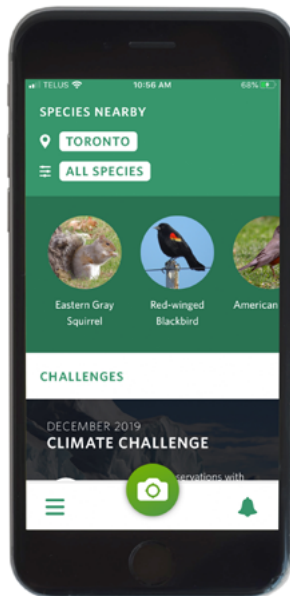 TELUS 10:56 AM 68%
SPECIES NEARBY
TORONTO
ALL SPECIES
Eastern Gray
Squirrel
Red-winged
Blackbird
American
CHALLENGES
DECEMBER 2019
CLIMATE CHALLENGE
servations with